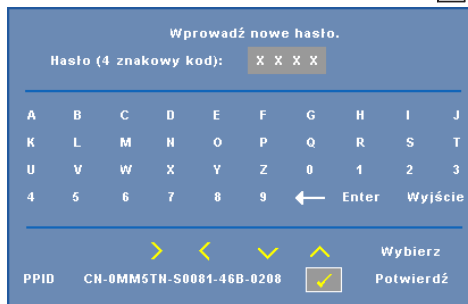 Wprowadź nowe hasło.
Hasło (4 znakowy kod): X X X X
A B C D E F G H I J
K L M N O P Q R S T
U V W X Y Z 0 1 2 3
4 5 6 7 8 9 ← Enter Wyjście
Wybierz
PPID CN-0MM5TN-S0081-46B-0208 Potwierdź